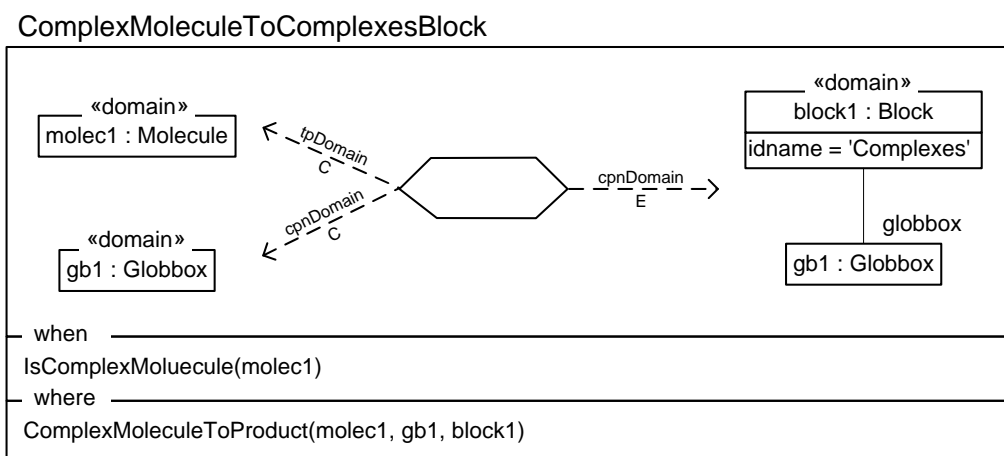 ComplexMoleculeToComplexesBlock
«domain»
molec1 : Molecule
tpDomain
C
cpnDomain
C
«domain»
gb1 : Globbox
cpnDomain
E
«domain»
block1 : Block
idname = 'Complexes'
globbox
gb1 : Globbox
when
IsComplexMoluecule(molec1)
where
ComplexMoleculeToProduct(molec1, gb1, block1)